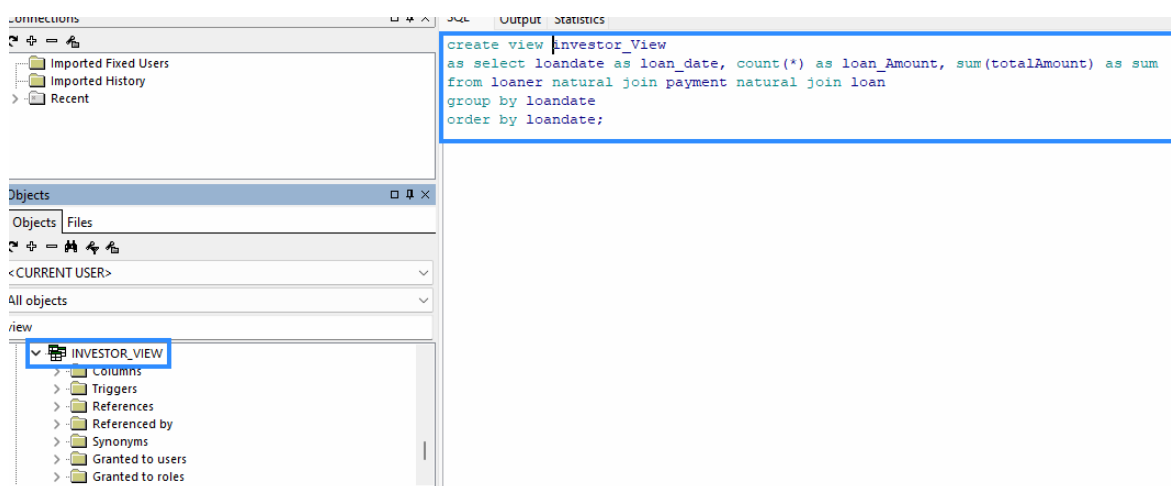 Connections
SQL Output Statistics
Imported Fixed Users
Imported History
Recent
create view investor_View
as select loandate as loan_date, count(*) as loan_Amount, sum(totalAmount) as sum
from loaner natural join payment natural join loan
group by loandate
order by loandate;
Objects
Objects Files
<CURRENT USER>
All objects
view
INVESTOR_VIEW
Columns
Triggers
References
Referenced by
Synonyms
Granted to users
Granted to roles